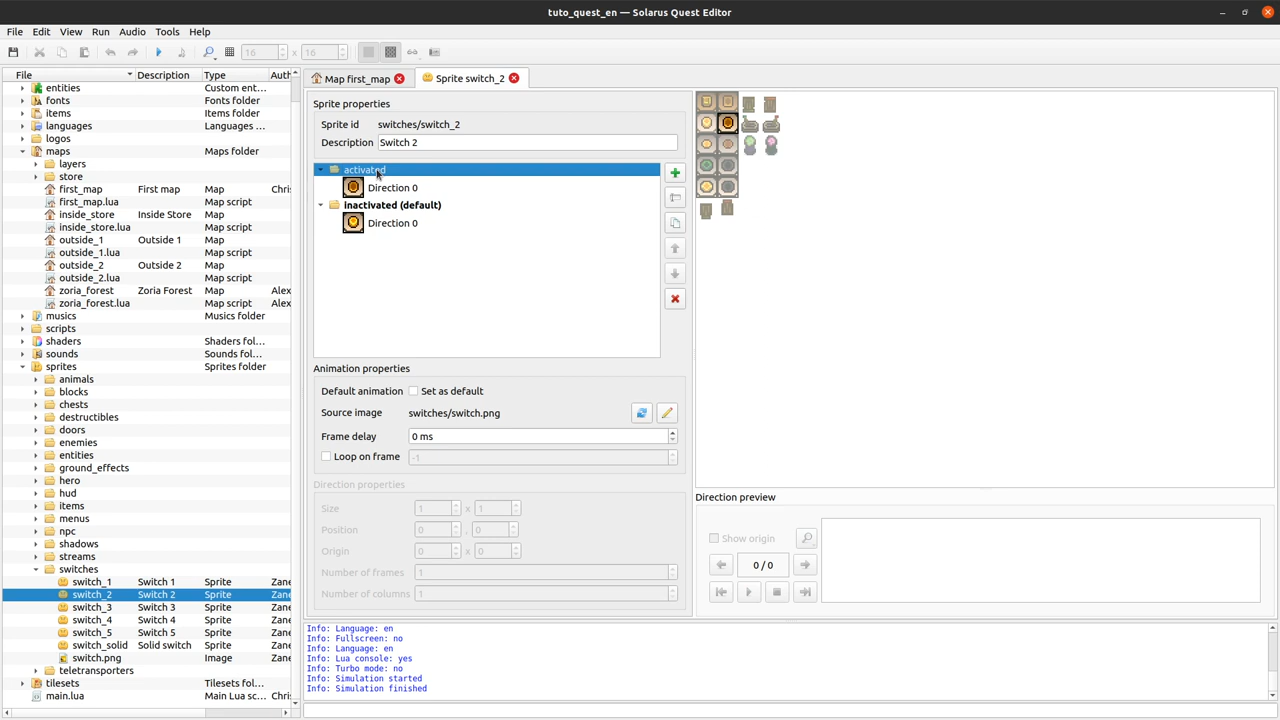 tuto_quest_en — Solarus Quest Editor
File Edit View Run Audio Tools Help
16 x 16
File Description Type Auth
entities Custom ent...
fonts Fonts folder
items Items folder
languages Languages ...
logos
maps Maps folder
layers
store
first_map First map Map Chri
first_map.lua Map script
inside_store Inside Store Map
inside_store.lua Map script
outside_1 Outside 1 Map
outside_1.lua Map script
outside_2 Outside 2 Map
outside_2.lua Map script
zoria_forest Zoria Forest Map Alex
zoria_forest.lua Map script Alex
musics Musics folder
scripts
shaders Shaders fol...
sounds Sounds fol...
sprites Sprites folder
animals
blocks
chests
destructibles
doors
enemies
entities
ground_effects
hero
hud
items
menus
npc
shadows
streams
switches
switch_1 Switch 1 Sprite Zane
switch_2 Switch 2 Sprite Zane
switch_3 Switch 3 Sprite Zane
switch_4 Switch 4 Sprite Zane
switch_5 Switch 5 Sprite Zane
switch_solid Solid switch Sprite Zane
switch.png Image Zane
teletransporters
tilesets Tilesets fol...
main.lua Main Lua sc... Chri
Map first_map Sprite switch_2
Sprite properties
Sprite id switches/switch_2
Description Switch 2
activated
Direction 0
inactivated (default)
Direction 0
Animation properties
Default animation Set as default
Source image switches/switch.png
Frame delay 0 ms
Loop on frame -1
Direction properties
Size 1 x 1
Position 0 , 0
Origin 0 x 0
Number of frames 1
Number of columns 1
Direction preview
Show origin
0 / 0
Info: Language: en
Info: Fullscreen: no
Info: Language: en
Info: Lua console: yes
Info: Turbo mode: no
Info: Simulation started
Info: Simulation finished